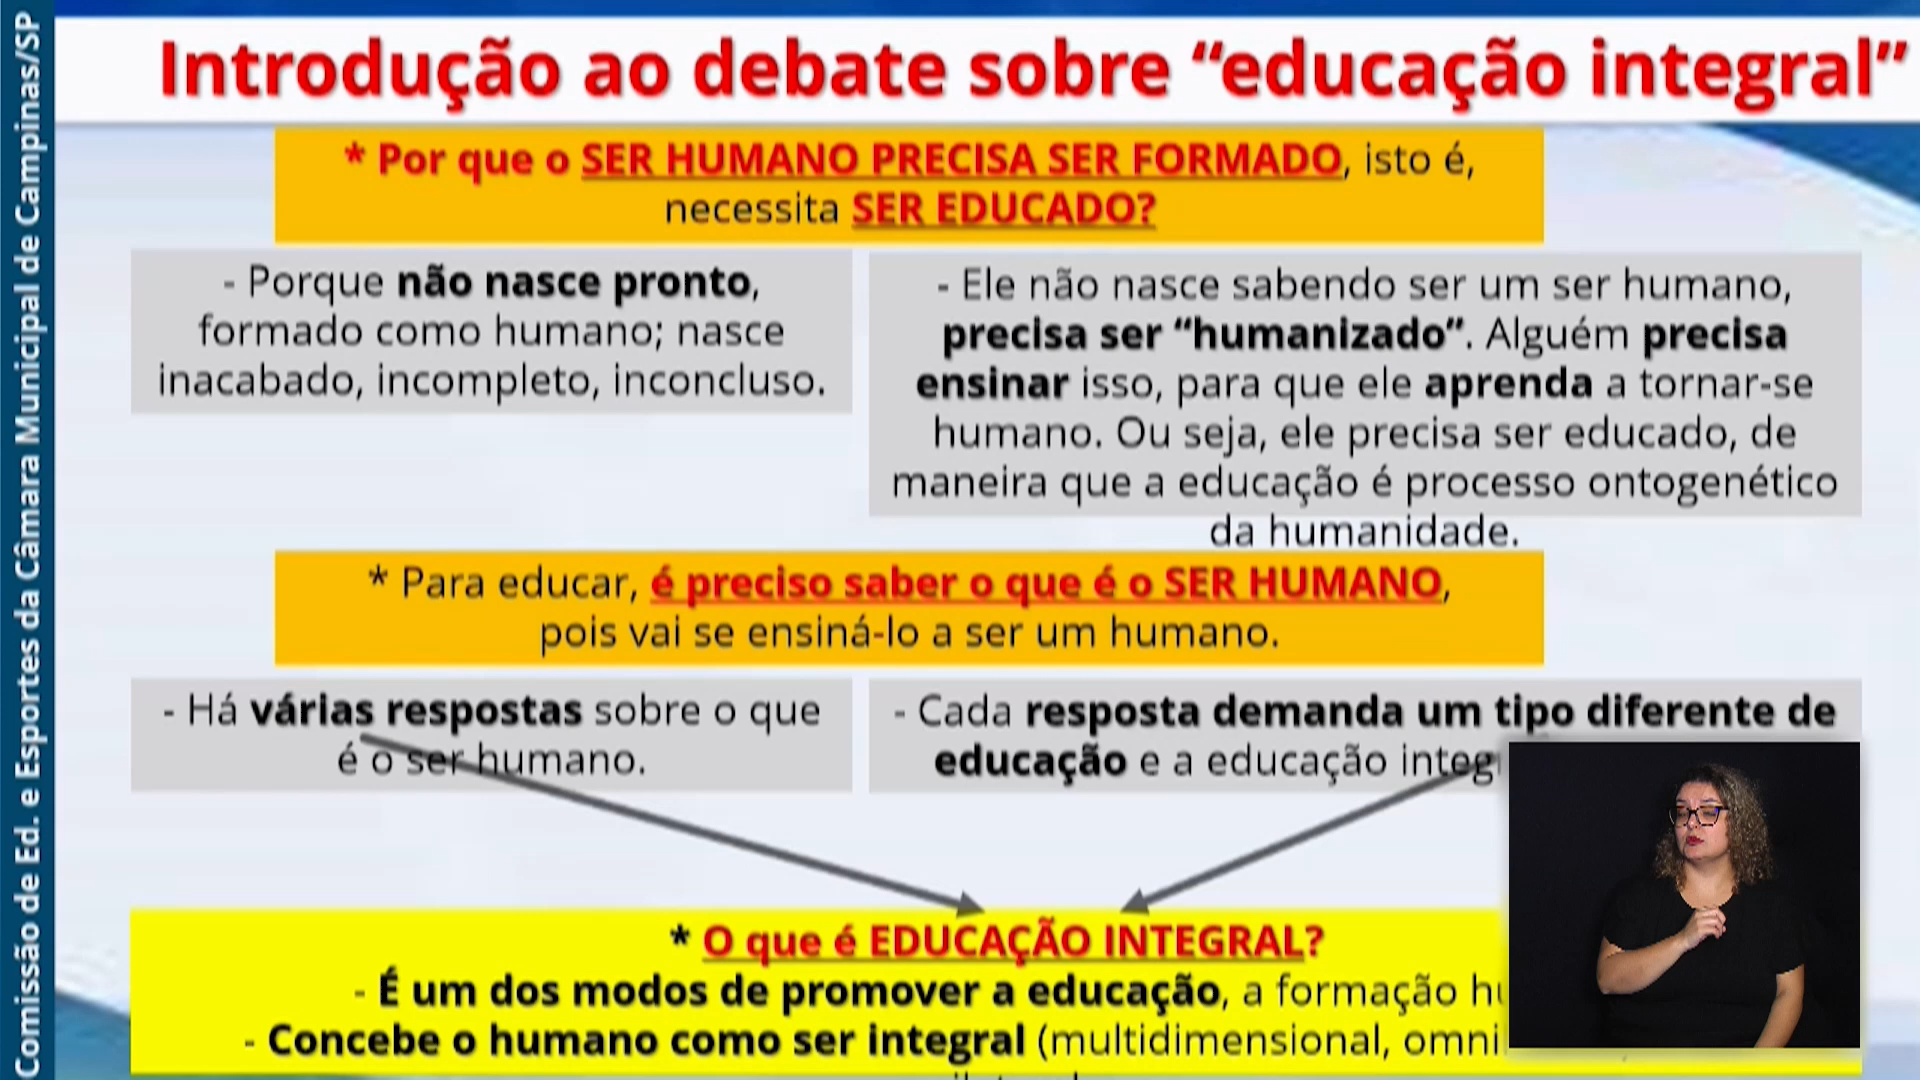 Comissão de Ed. e Esportes da Câmara Municipal de Campinas/SP
Introdução ao debate sobre “educação integral”
* Por que o SER HUMANO PRECISA SER FORMADO, isto é,
necessita SER EDUCADO?
- Porque não nasce pronto,
formado como humano; nasce
inacabado, incompleto, inconcluso.
- Ele não nasce sabendo ser um ser humano,
precisa ser “humanizado”. Alguém precisa
ensinar isso, para que ele aprenda a tornar-se
humano. Ou seja, ele precisa ser educado, de
maneira que a educação é processo ontogenético
da humanidade.
* Para educar, é preciso saber o que é o SER HUMANO,
pois vai se ensiná-lo a ser um humano.
- Há várias respostas sobre o que
é o ser humano.
- Cada resposta demanda um tipo diferente de
educação e a educação
* O que é EDUCAÇÃO INTEGRAL?
- É um dos modos de promover a educação, a formação
- Concebe o humano como ser integral (multidimensional,